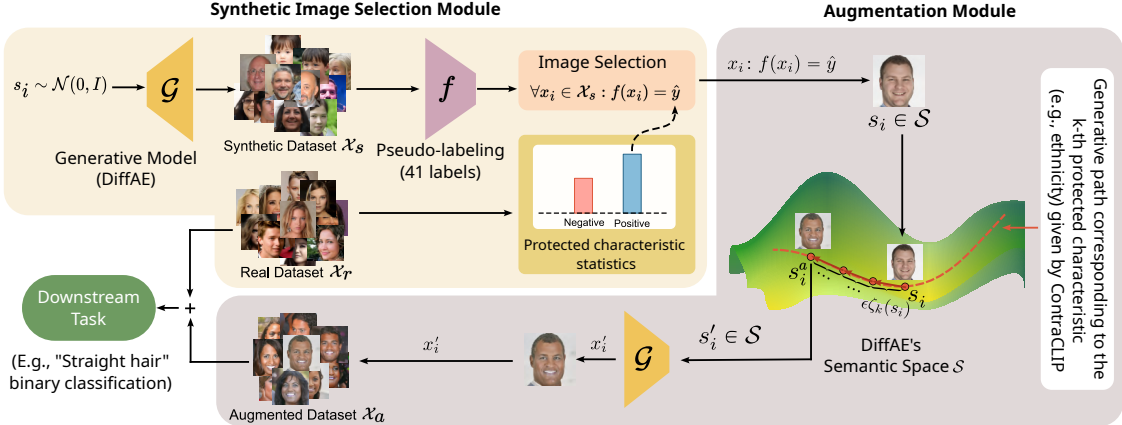 Synthetic Image Selection Module
Augmentation Module
s_i ∼ 𝒩(0, I)
𝒢
Generative Model
(DiffAE)
Synthetic Dataset 𝒳_s
f
Pseudo-labeling
(41 labels)
Image Selection
∀x_i ∈ 𝒳_s : f(x_i) = ŷ
Negative
Positive
Protected characteristic
statistics
Real Dataset 𝒳_r
x_i : f(x_i) = ŷ
s_i ∈ 𝒮
s_i^a
...
...
s_i
ϵζ_k(s_i)
DiffAE's
Semantic Space 𝒮
Generative path corresponding to the
k-th protected characteristic
(e.g., ethnicity) given by ContraCLIP
s′_i ∈ 𝒮
𝒢
x′_i
x′_i
Augmented Dataset 𝒳_a
+
Downstream
Task
(E.g., "Straight hair"
binary classification)